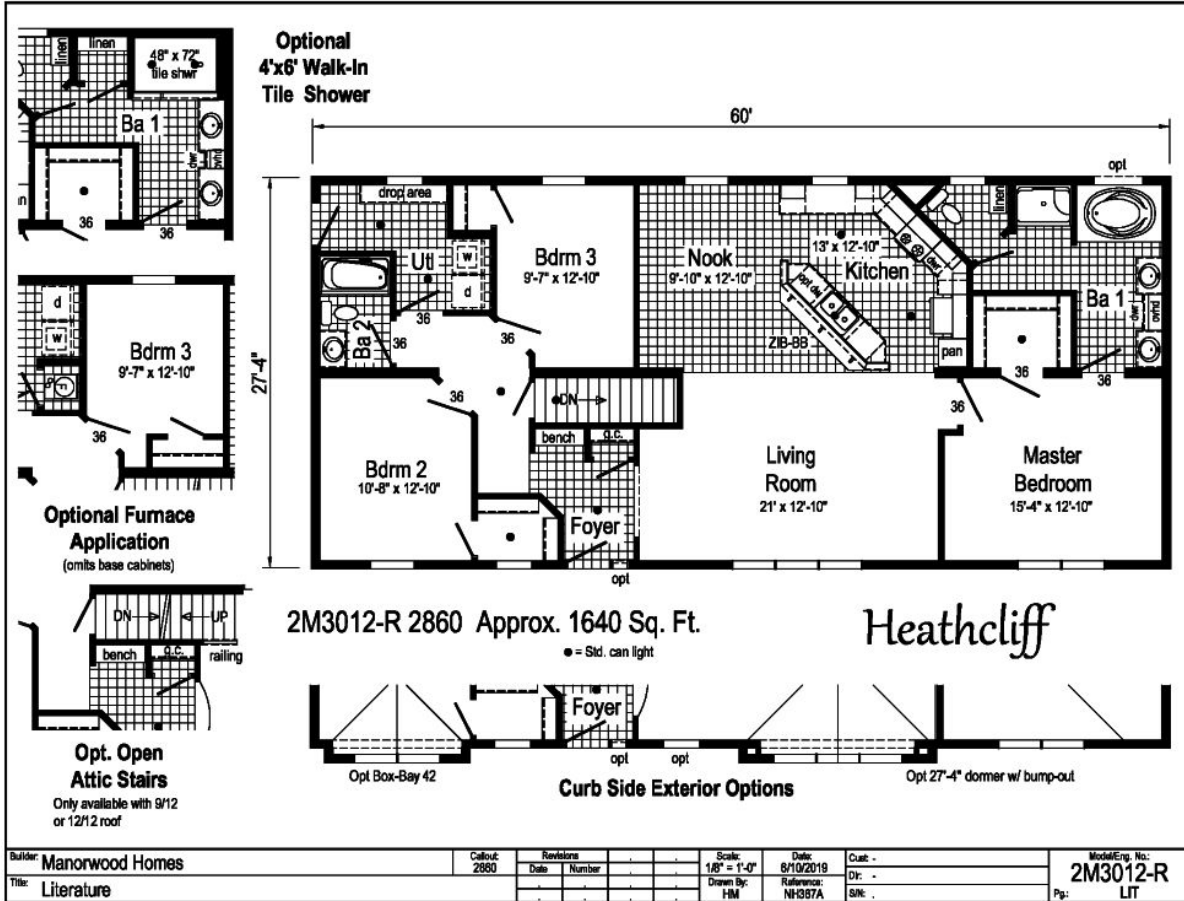 linen
linen
48" x 72"
tile shwr
Ba 1
dwr
ovhd
36
36
Optional
4'x6' Walk-In
Tile Shower
60'
27'-4"
opt
drop area
Utl
w
d
36
Bdrm 3
9'-7" x 12'-10"
Nook
9'-10" x 12'-10"
13' x 12'-10"
Kitchen
opt dw
ZIB-BB
dwr
pan
linen
Ba 1
dwr
ovhd
36
36
Ba 2
36
36
36
DN
bench
g.c.
Bdrm 2
10'-8" x 12'-10"
Foyer
opt
Living
Room
21' x 12'-10"
36
Master
Bedroom
15'-4" x 12'-10"
d
w
Bdrm 3
9'-7" x 12'-10"
36
36
Optional Furnace
Application
(omits base cabinets)
DN
UP
bench
g.c.
railing
Opt. Open
Attic Stairs
Only available with 9/12
or 12/12 roof
2M3012-R 2860 Approx. 1640 Sq. Ft.
● = Std. can light
Heathcliff
Foyer
opt
opt
Opt Box-Bay 42
Curb Side Exterior Options
Opt 27'-4" dormer w/ bump-out
Builder: Manorwood Homes
Title: Literature
Callout:
2860
Revisions
Date Number
Scale:
1/8" = 1'-0"
Drawn By:
HM
Date:
6/10/2019
Reference:
NH387A
Cust: -
Dir: -
S/N: .
Model/Eng. No.:
2M3012-R
Pg.: LIT